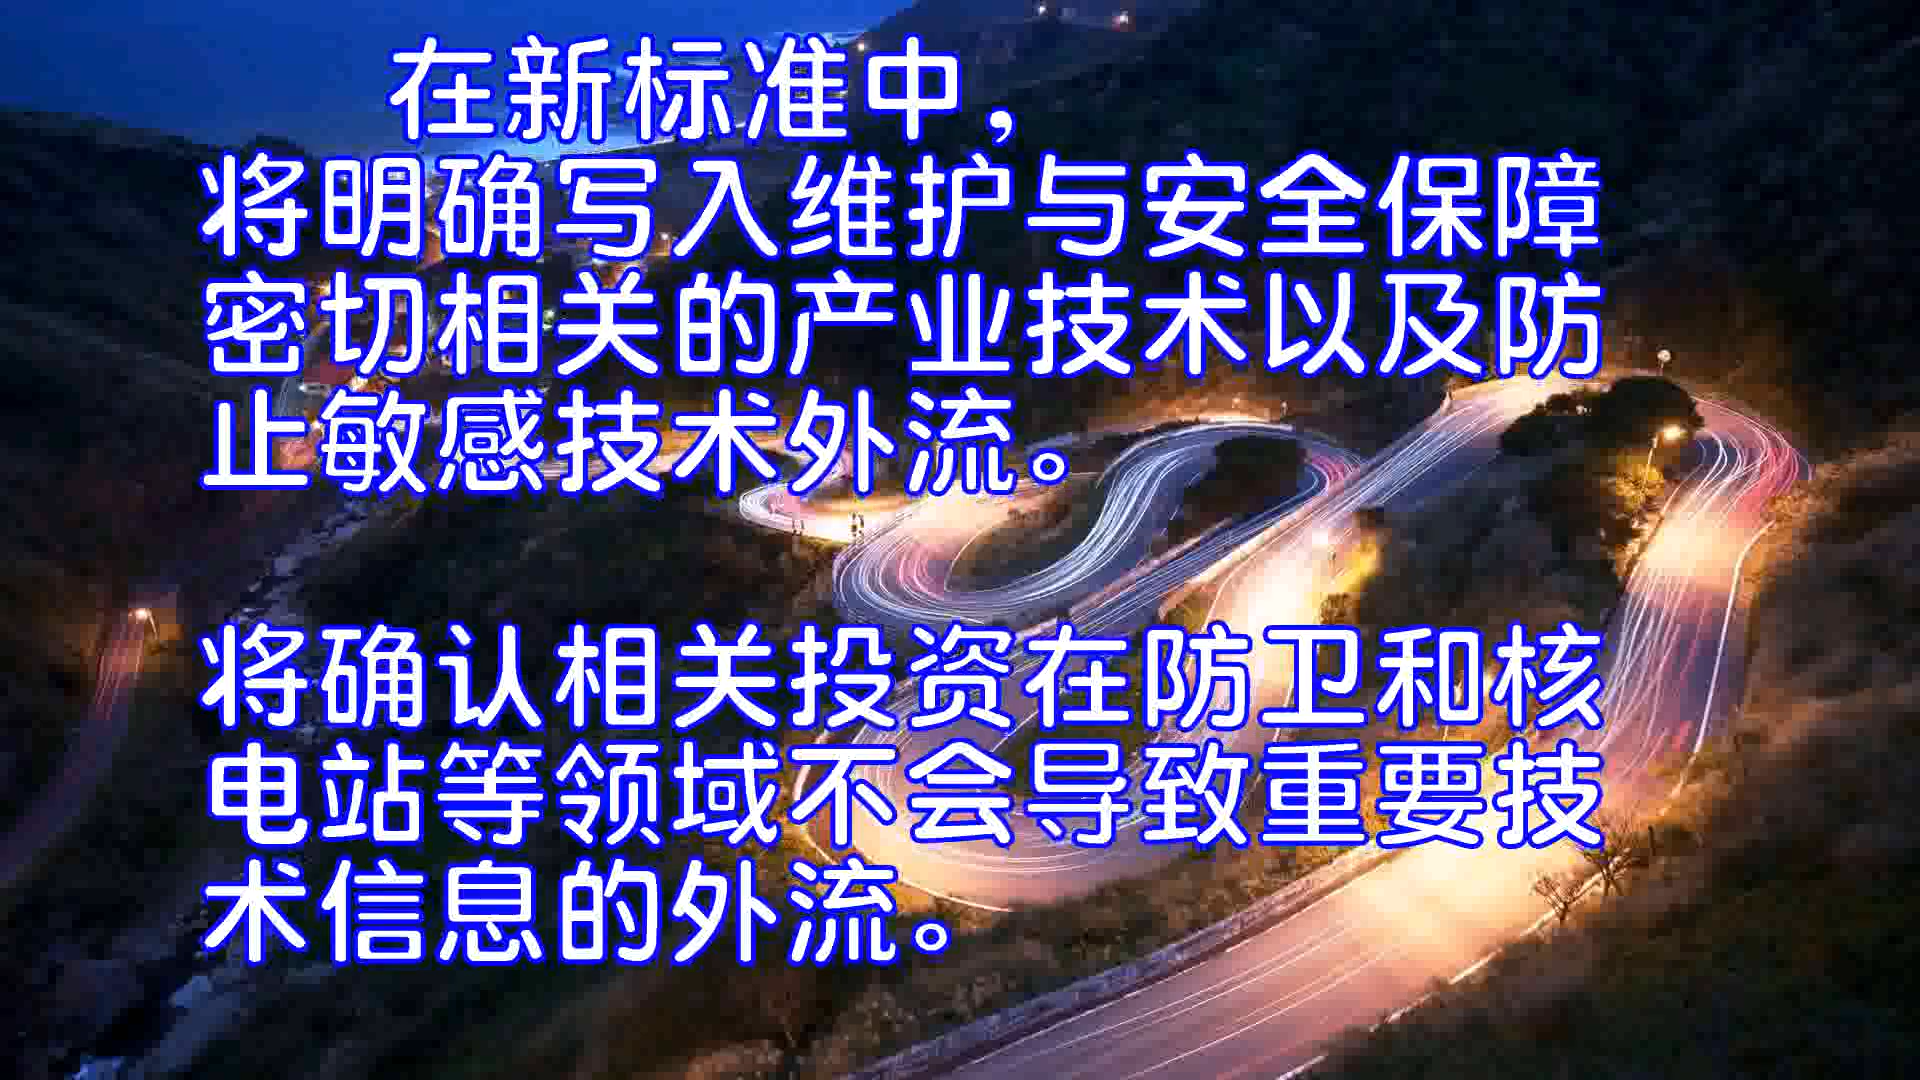 在新标准中，
将明确写入维护与安全保障
密切相关的产业技术以及防
止敏感技术外流。
将确认相关投资在防卫和核
电站等领域不会导致重要技
术信息的外流。